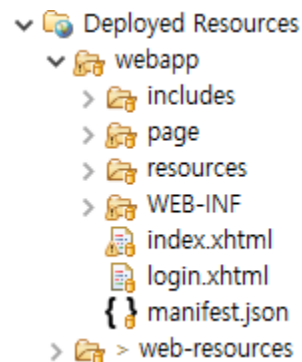 Deployed Resources
webapp
includes
page
resources
WEB-INF
index.xhtml
login.xhtml
{ } manifest.json
> web-resources